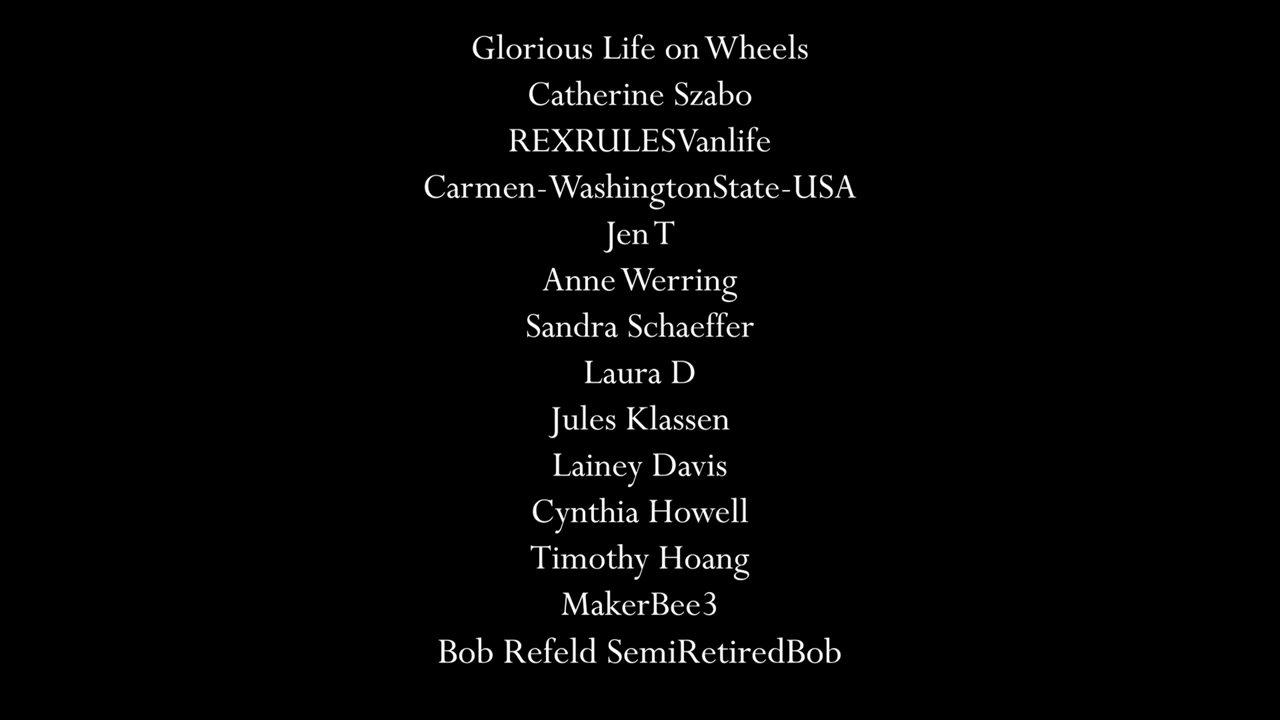 Glorious Life on Wheels
Catherine Szabo
REXRULESVanlife
Carmen-WashingtonState-USA
Jen T
Anne Werring
Sandra Schaeffer
Laura D
Jules Klassen
Lainey Davis
Cynthia Howell
Timothy Hoang
MakerBee3
Bob Refeld SemiRetiredBob